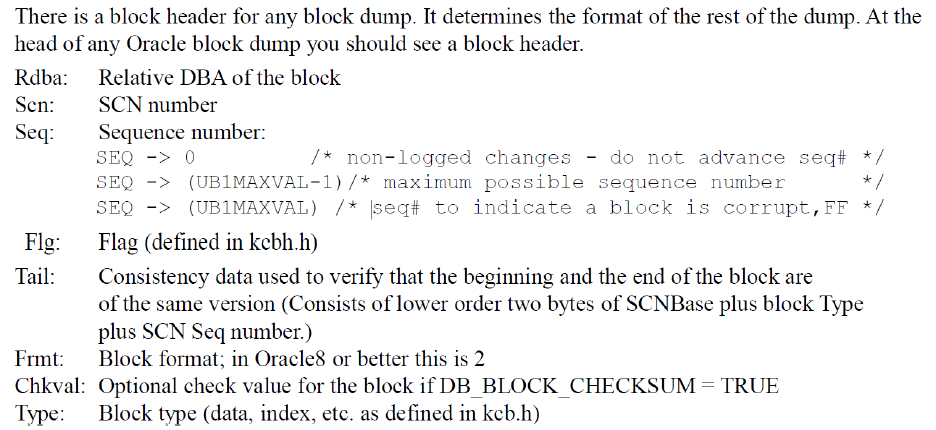 There is a block header for any block dump. It determines the format of the rest of the dump. At the
head of any Oracle block dump you should see a block header.
Rdba: Relative DBA of the block
Scn: SCN number
Seq: Sequence number:
SEQ -> 0 /* non-logged changes - do not advance seq# */
SEQ -> (UB1MAXVAL-1)/* maximum possible sequence number */
SEQ -> (UB1MAXVAL) /* seq# to indicate a block is corrupt,FF */
Flg: Flag (defined in kcbh.h)
Tail: Consistency data used to verify that the beginning and the end of the block are
of the same version (Consists of lower order two bytes of SCNBase plus block Type
plus SCN Seq number.)
Frmt: Block format; in Oracle8 or better this is 2
Chkval: Optional check value for the block if DB_BLOCK_CHECKSUM = TRUE
Type: Block type (data, index, etc. as defined in kcb.h)